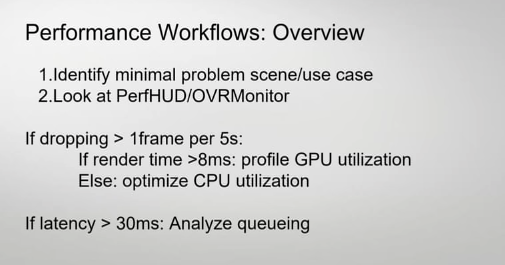 Performance Workflows: Overview
1.Identify minimal problem scene/use case
2.Look at PerfHUD/OVRMonitor
If dropping > 1frame per 5s:
If render time >8ms: profile GPU utilization
Else: optimize CPU utilization
If latency > 30ms: Analyze queueing